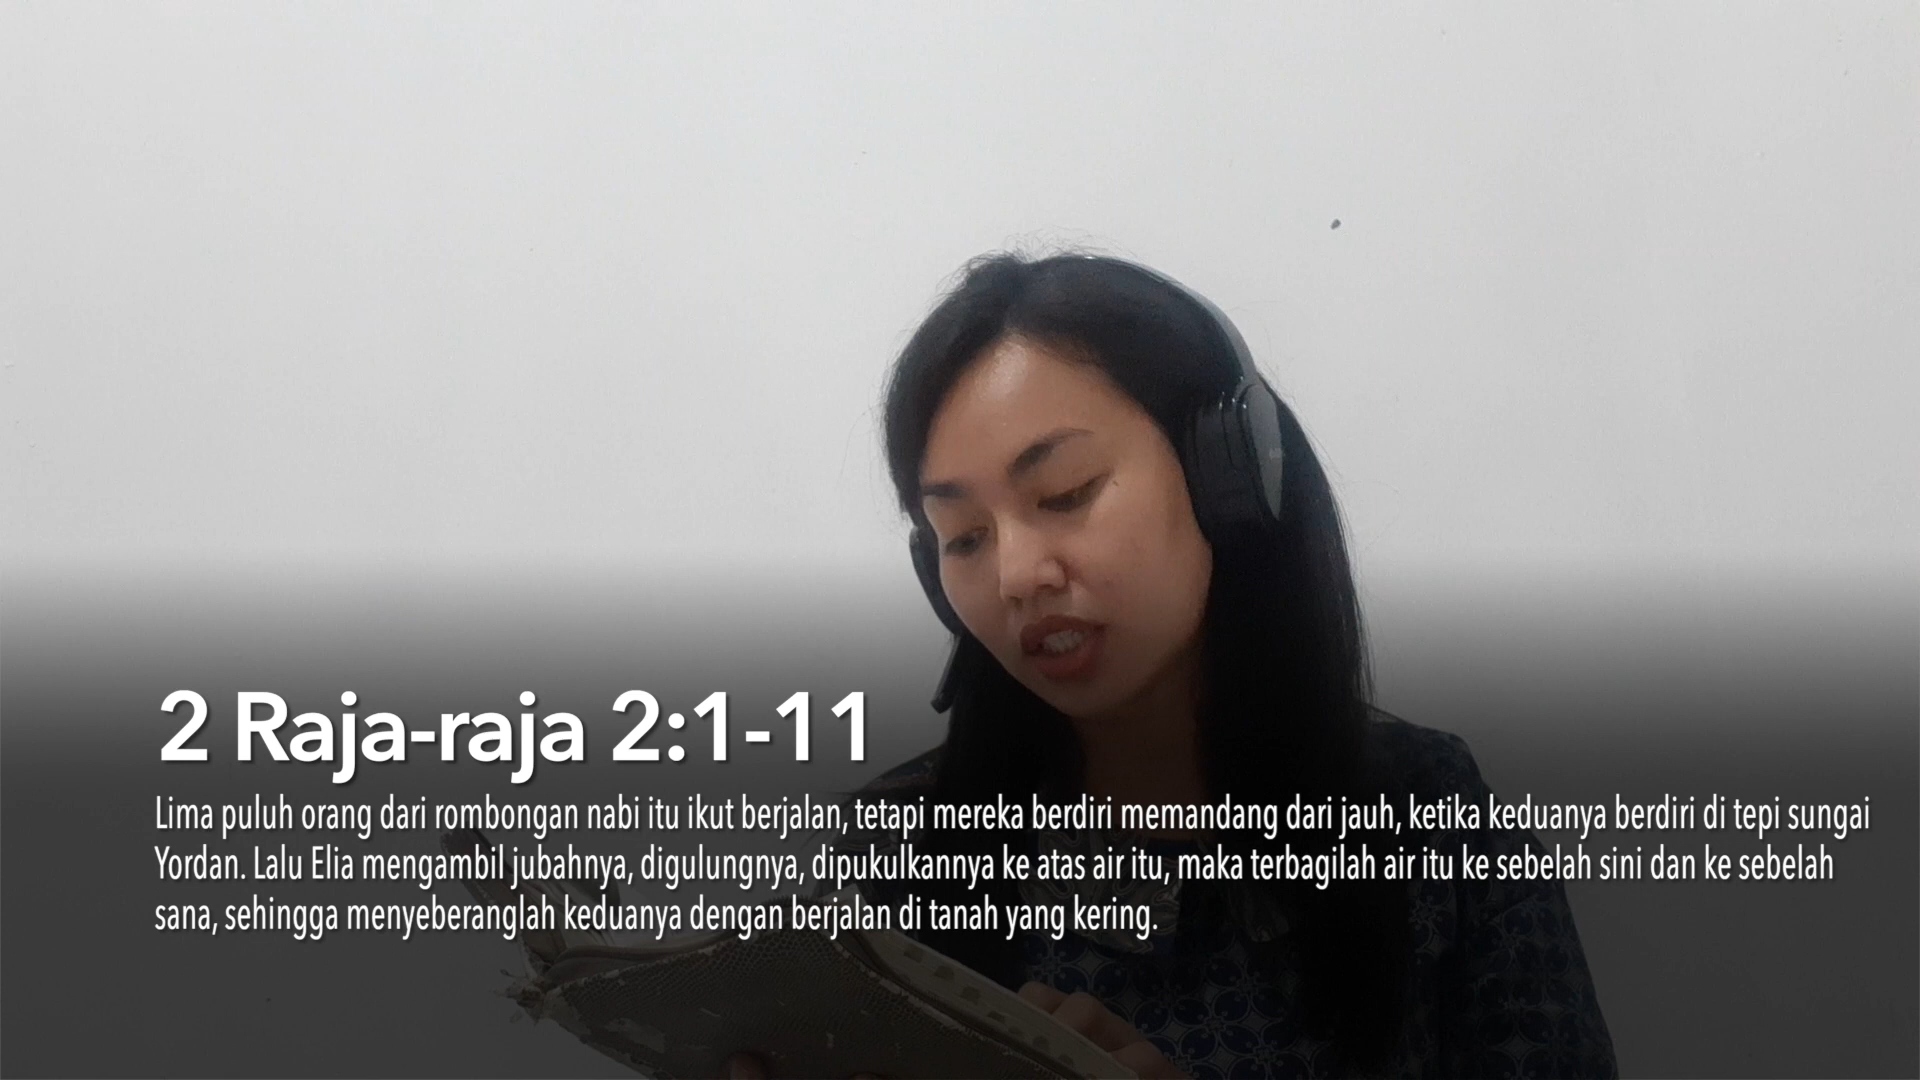 2 Raja-raja 2:1-11
Lima puluh orang dari rombongan nabi itu ikut berjalan, tetapi mereka berdiri memandang dari jauh, ketika keduanya berdiri di tepi sungai
Yordan. Lalu Elia mengambil jubahnya, digulungnya, dipukulkannya ke atas air itu, maka terbagilah air itu ke sebelah sini dan ke sebelah
sana, sehingga menyeberanglah keduanya dengan berjalan di tanah yang kering.